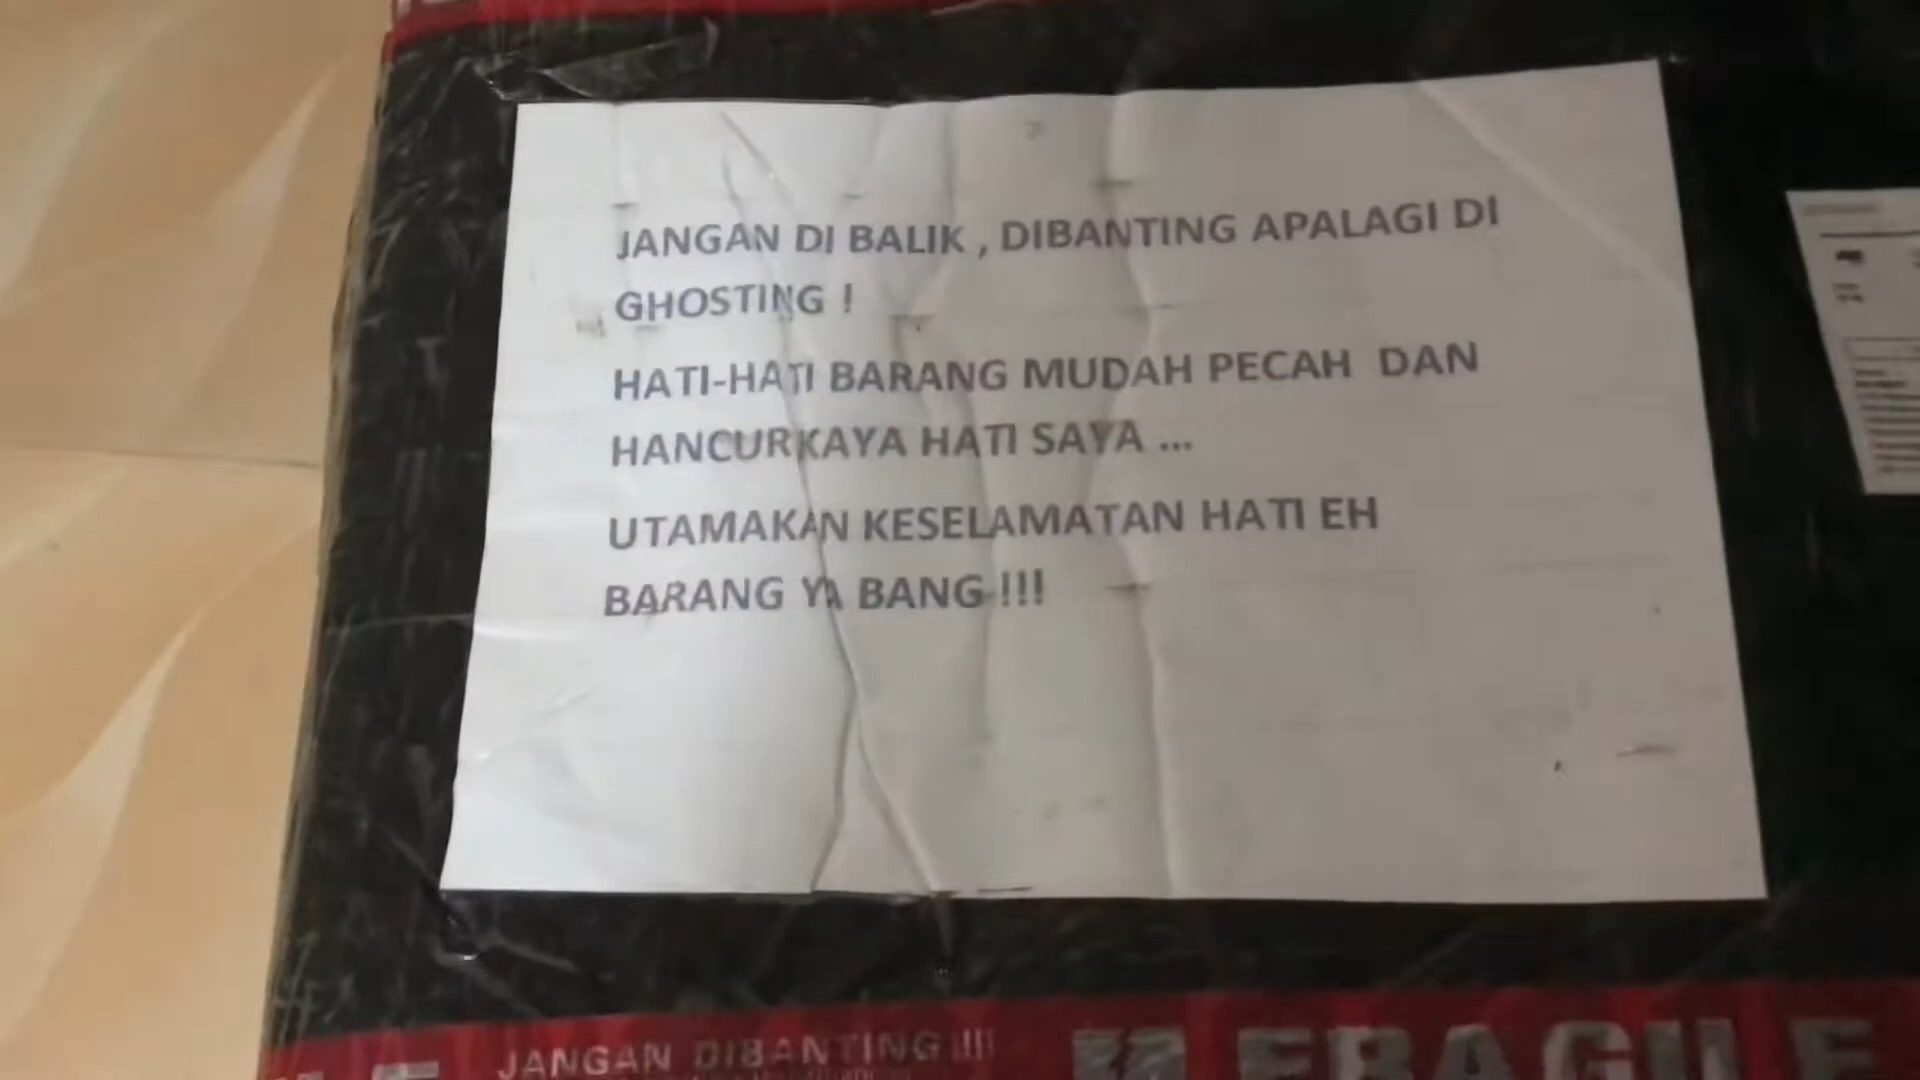 JANGAN DI BALIK , DIBANTING APALAGI DI
GHOSTING !
HATI-HATI BARANG MUDAH PECAH DAN
HANCURKAYA HATI SAYA ...
UTAMAKAN KESELAMATAN HATI EH
BARANG YA BANG !!!
JANGAN DIBANTING !!!
FRAGILE